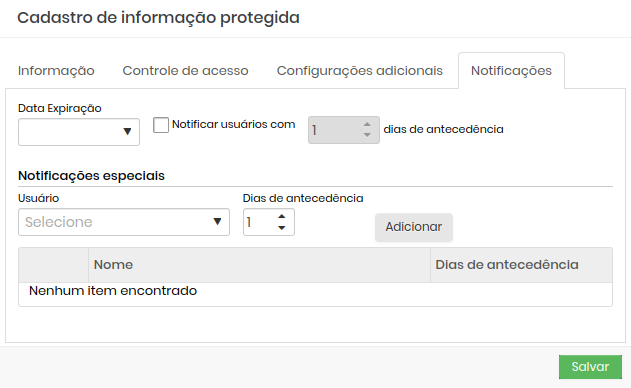 Cadastro de informação protegida
Informação Controle de acesso Configurações adicionais Notificações
Data Expiração
Notificar usuários com 1 dias de antecedência
Notificações especiais
Usuário Dias de antecedência
Selecione 1 Adicionar
Nome Dias de antecedência
Nenhum item encontrado
Salvar